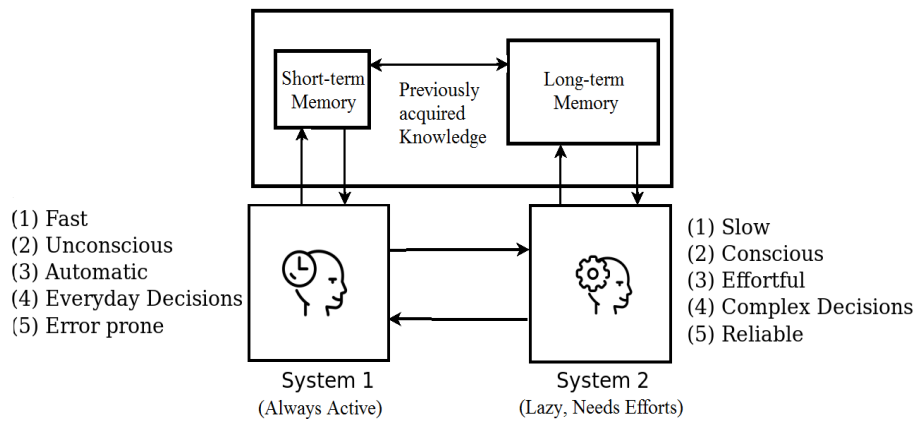 Short-term
Memory
Previously
acquired
Knowledge
Long-term
Memory
(1) Fast
(2) Unconscious
(3) Automatic
(4) Everyday Decisions
(5) Error prone
(1) Slow
(2) Conscious
(3) Effortful
(4) Complex Decisions
(5) Reliable
System 1
(Always Active)
System 2
(Lazy, Needs Efforts)